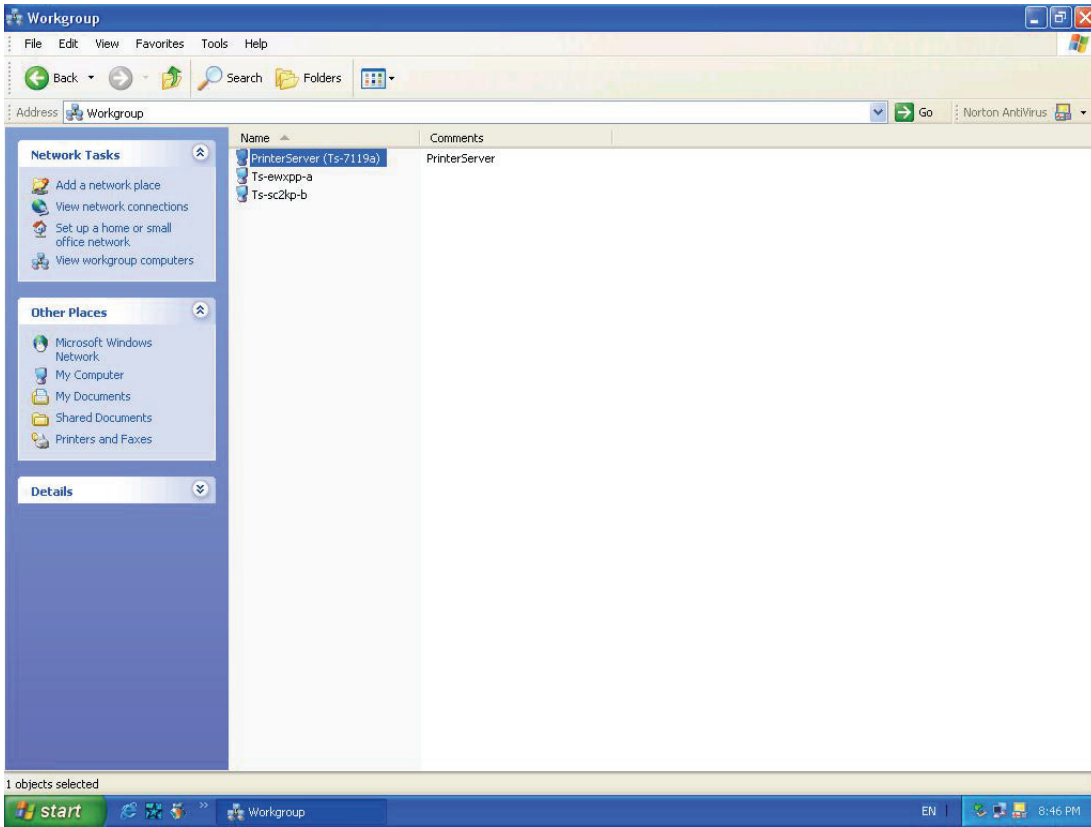 Workgroup
File Edit View Favorites Tools Help
Back Search Folders
Address Workgroup Go Norton AntiVirus
Network Tasks
Add a network place
View network connections
Set up a home or small
office network
View workgroup computers
Other Places
Microsoft Windows
Network
My Computer
My Documents
Shared Documents
Printers and Faxes
Details
Name Comments
PrinterServer (Ts-7119a) PrinterServer
Ts-ewxpp-a
Ts-sc2kp-b
1 objects selected
start Workgroup EN 8:46 PM